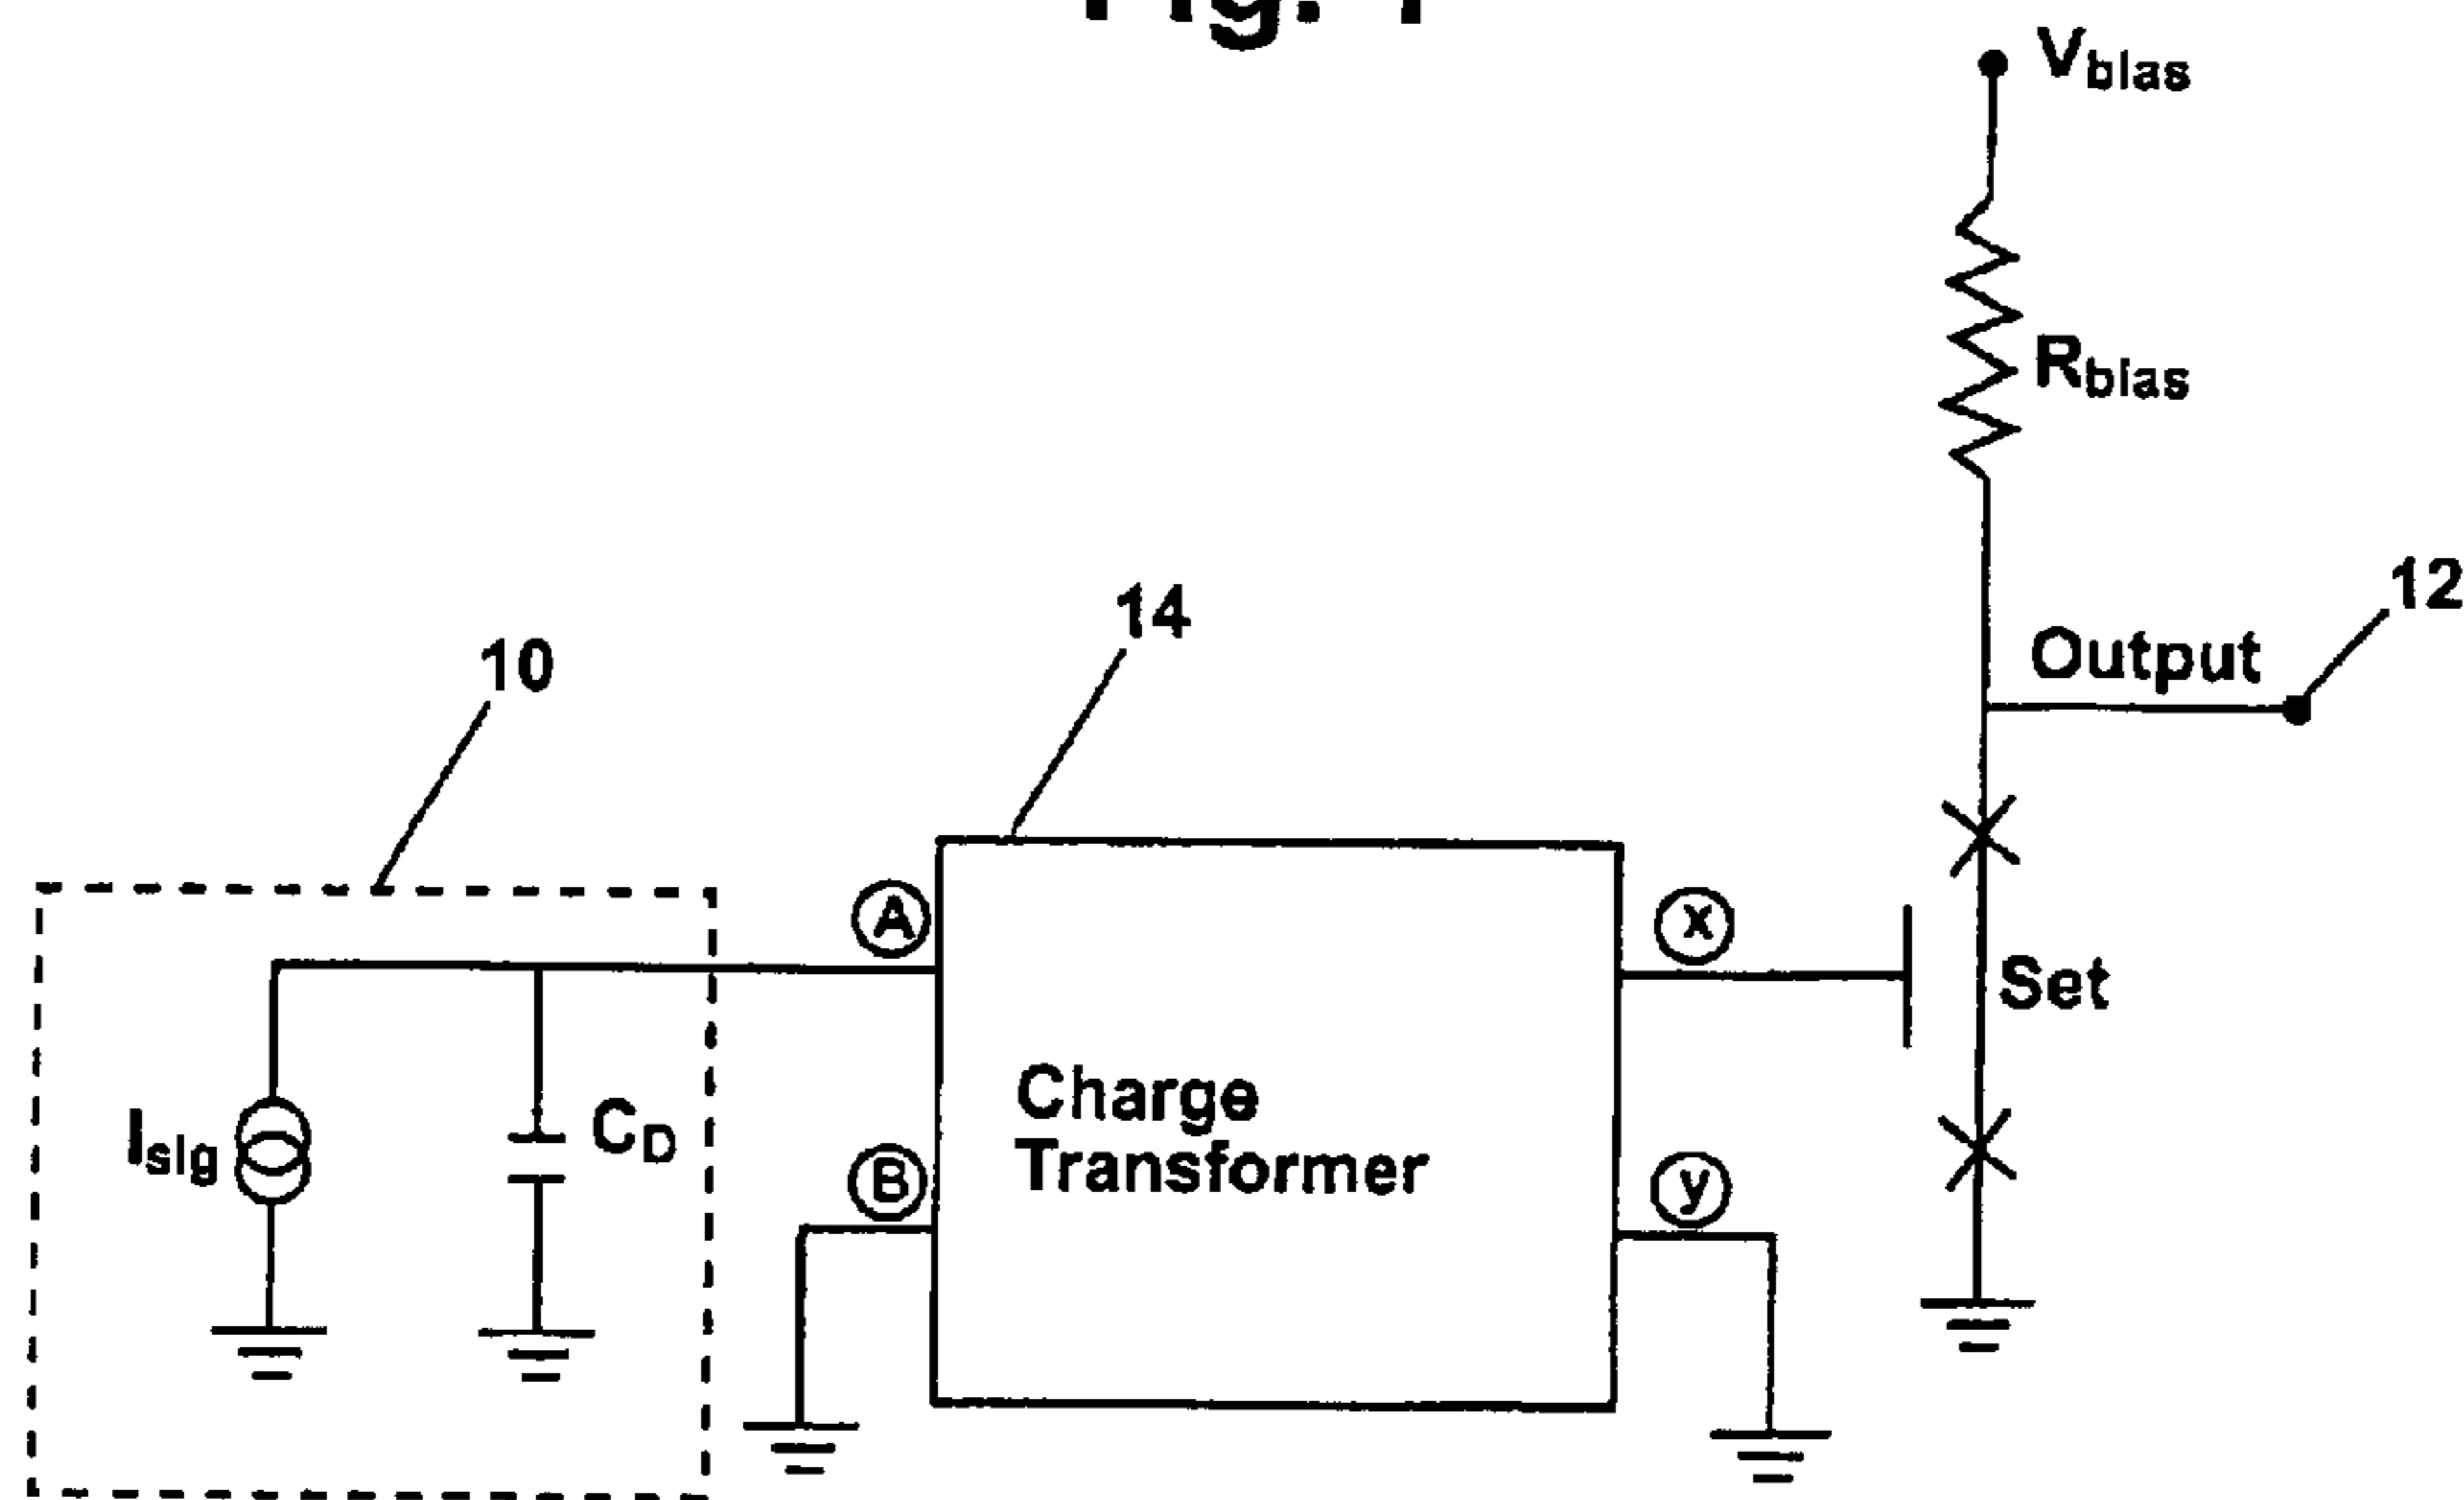 Vbias
Rbias
12
Output
14
10
A
X
Set
Isig
CD
Charge
Transformer
B
y